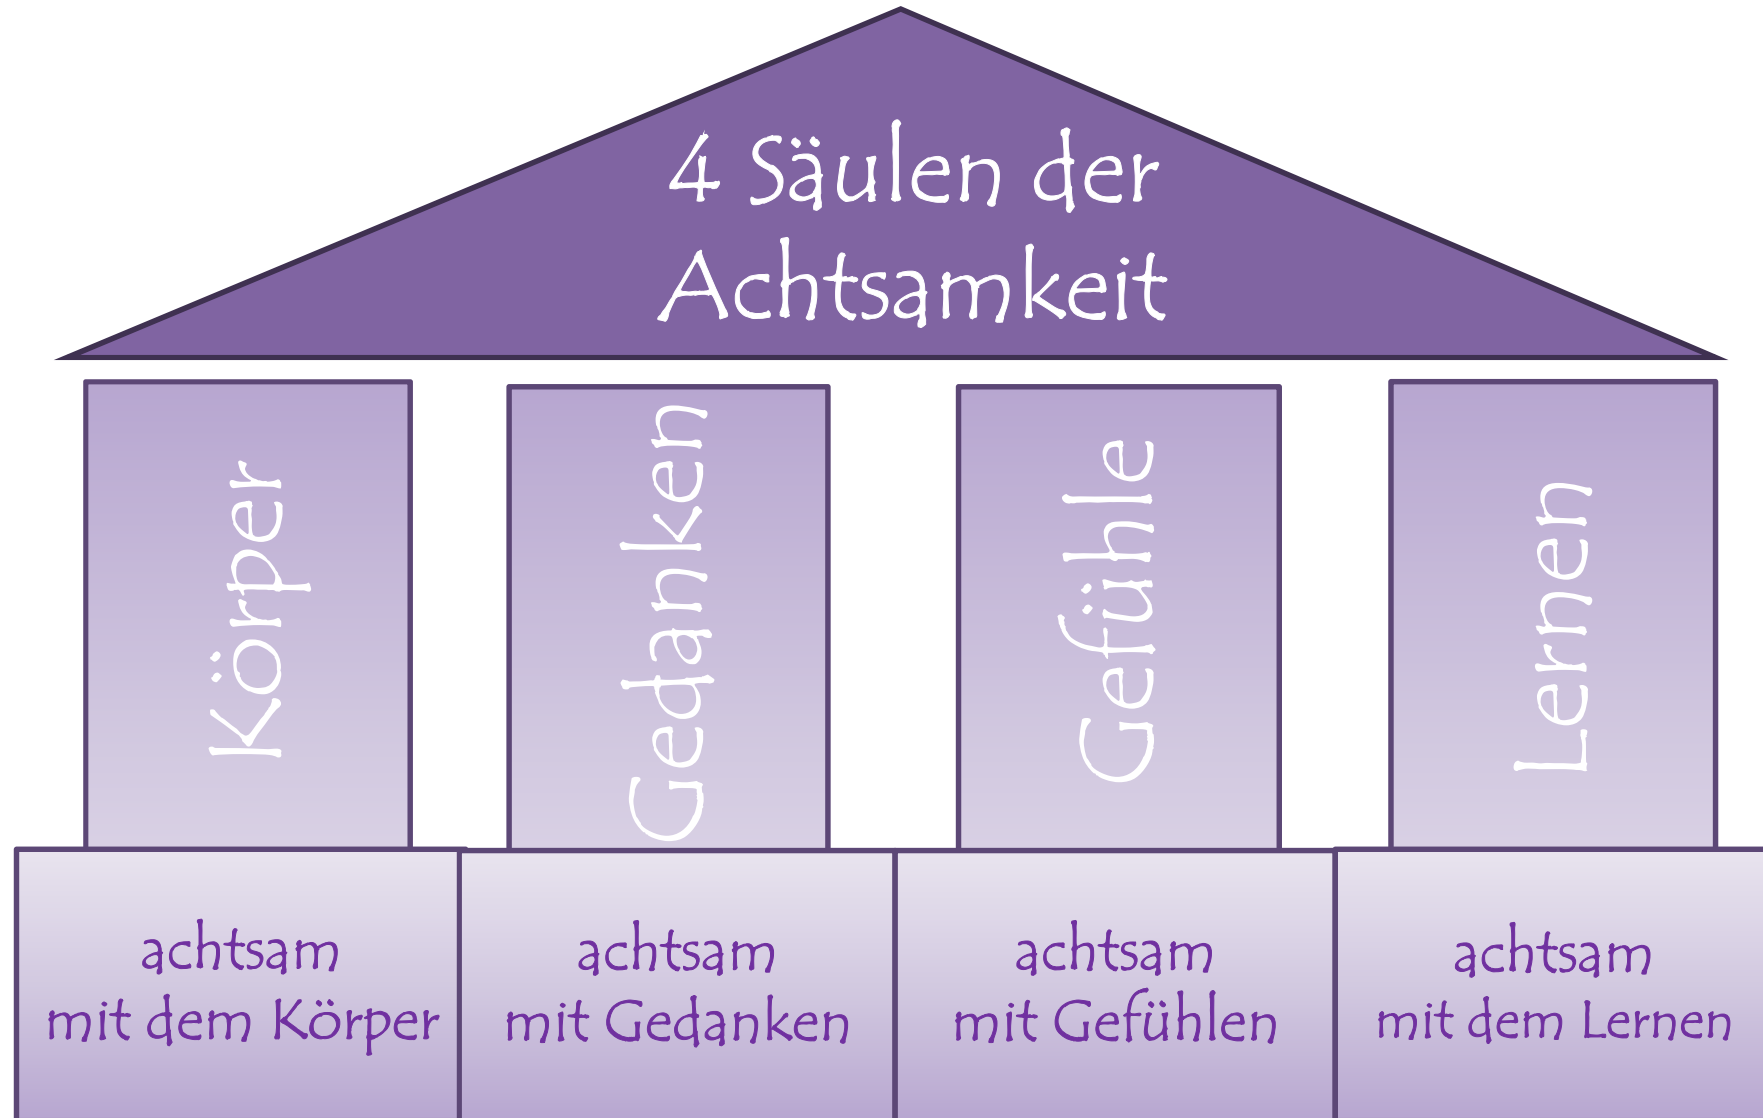 4 Säulen der
Achtsamkeit
Körper
Gedanken
Gefühle
Lernen
achtsam
mit dem Körper
achtsam
mit Gedanken
achtsam
mit Gefühlen
achtsam
mit dem Lernen